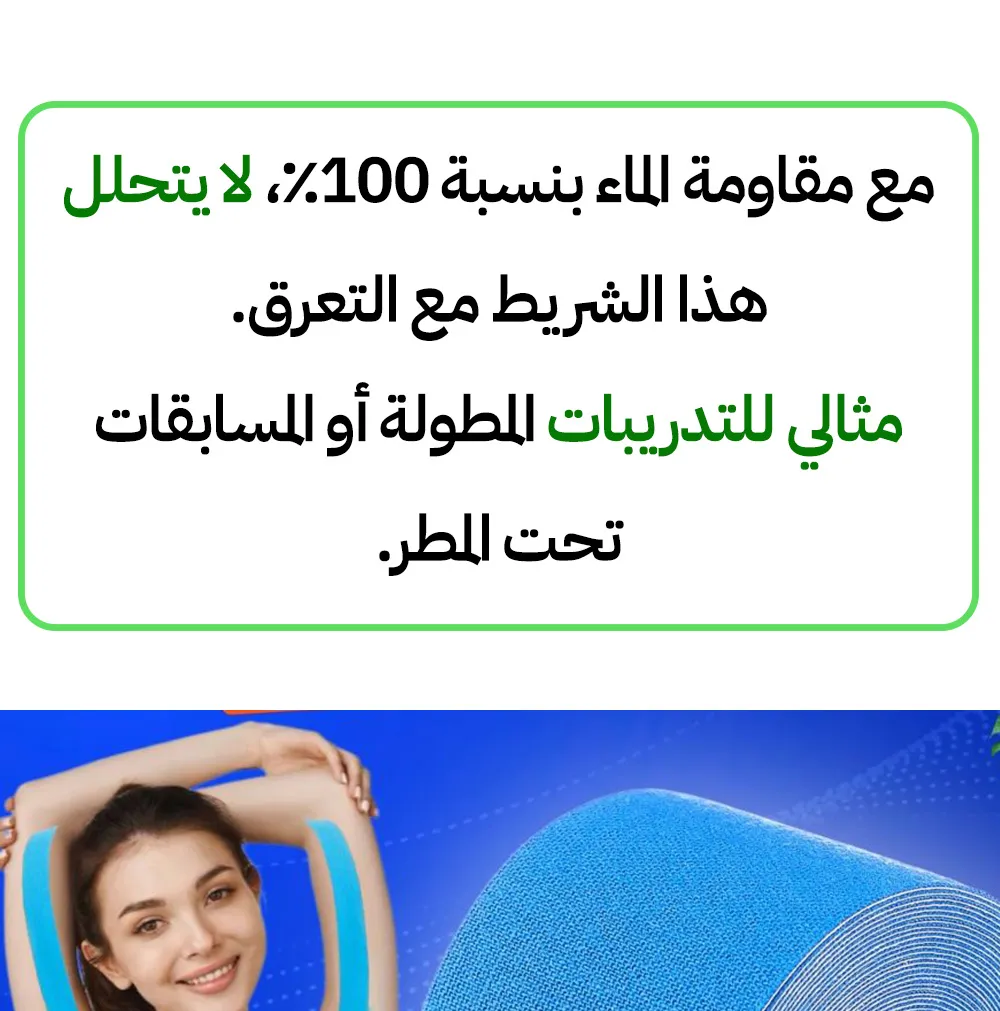 مع مقاومة الماء بنسبة 100٪، لا يتحلل
هذا الشريط مع التعرق.
مثالي للتدريبات المطولة أو المسابقات
تحت المطر.